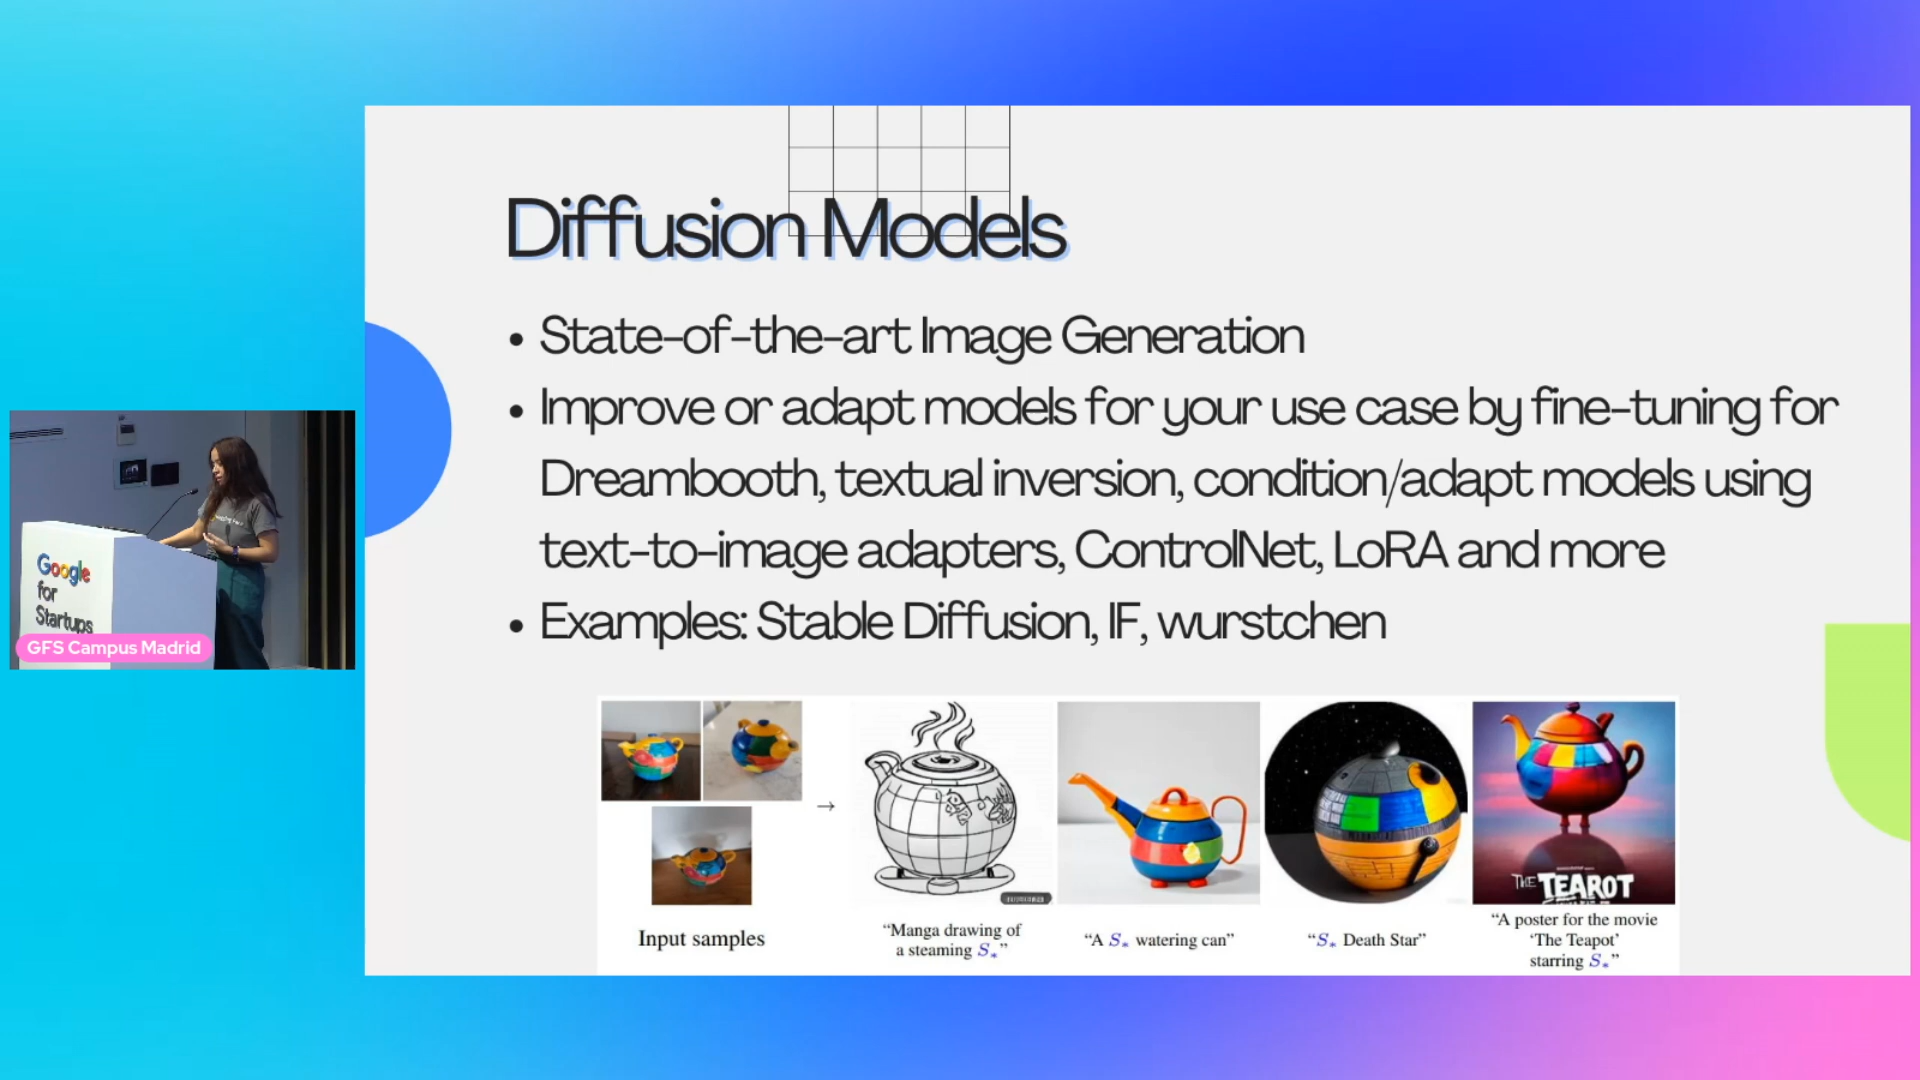 Diffusion Models
• State-of-the-art Image Generation
• Improve or adapt models for your use case by fine-tuning for
Dreambooth, textual inversion, condition/adapt models using
text-to-image adapters, ControlNet, LoRA and more
• Examples: Stable Diffusion, IF, wurstchen
Google
for
Startups
GFS Campus Madrid
THE TEAROT
Input samples
→
“Manga drawing of
a steaming S*”
“A S* watering can”
“S* Death Star”
“A poster for the movie
‘The Teapot’
starring S*”